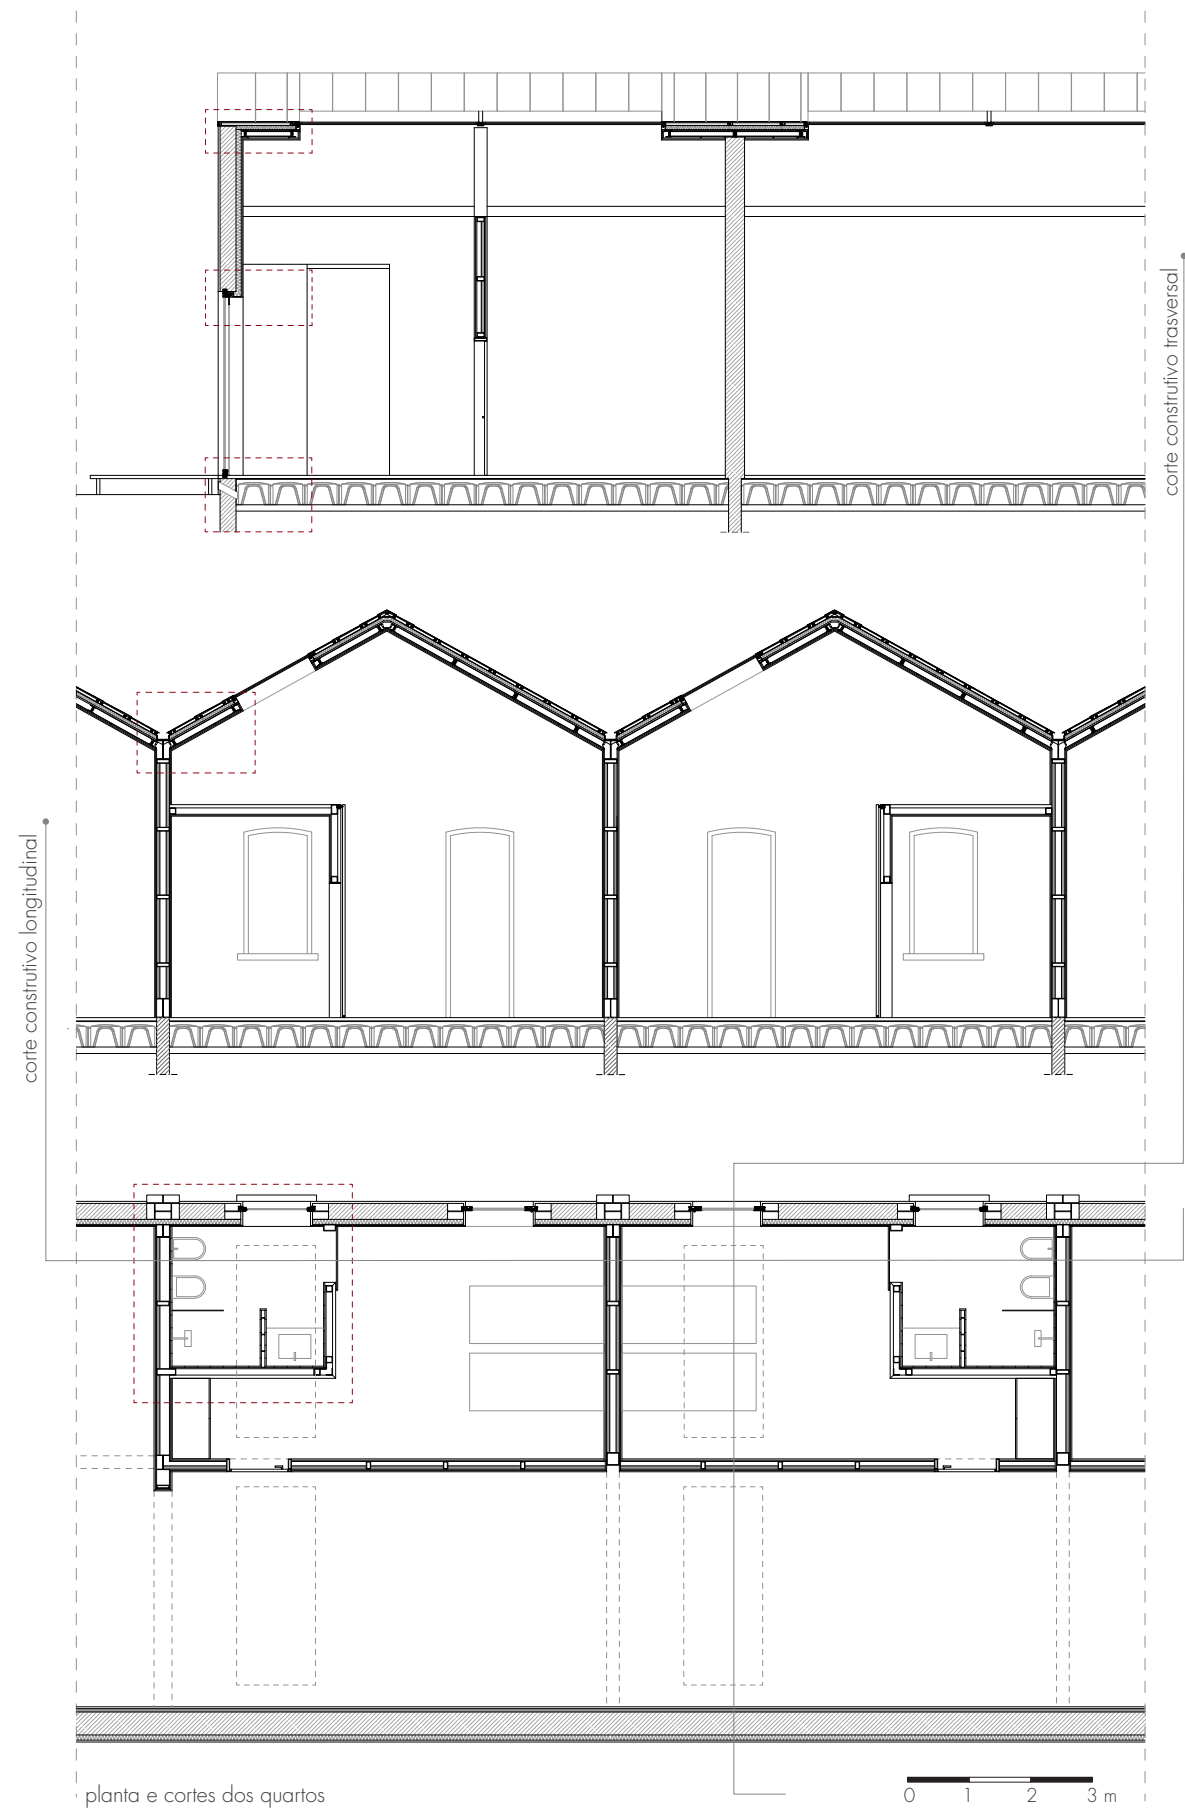 corte construtivo trasversal
corte construtivo longitudinal
planta e cortes dos quartos
0 1 2 3 m